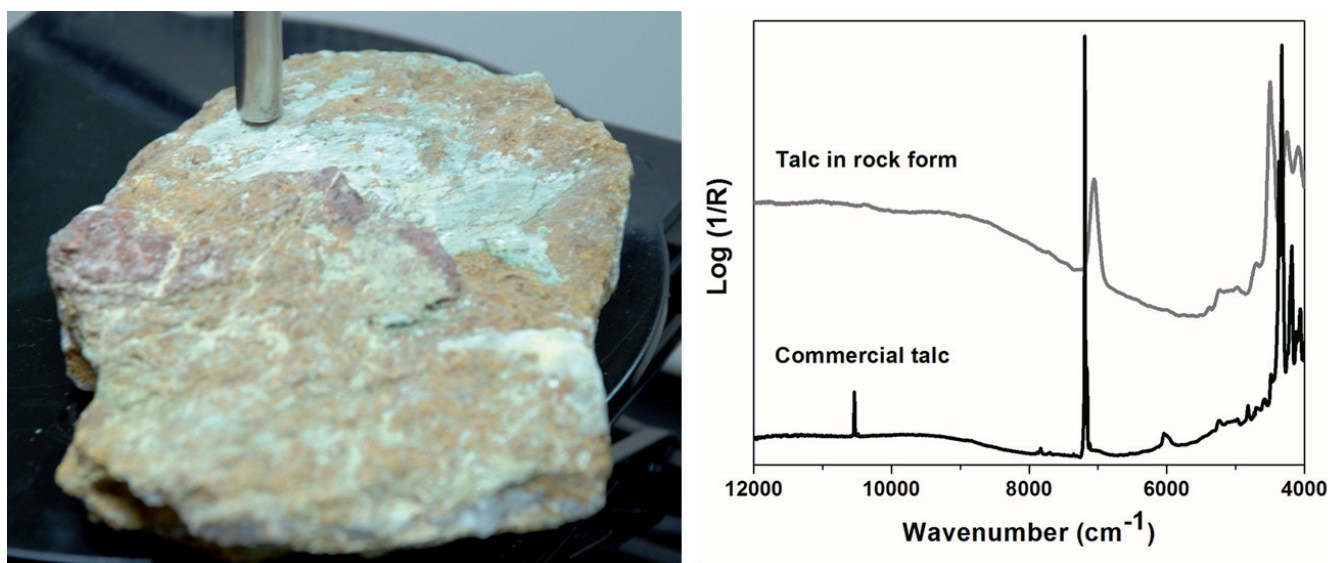 Log (1/R)
Talc in rock form
Commercial talc
12000 10000 8000 6000 4000
Wavenumber (cm⁻¹)